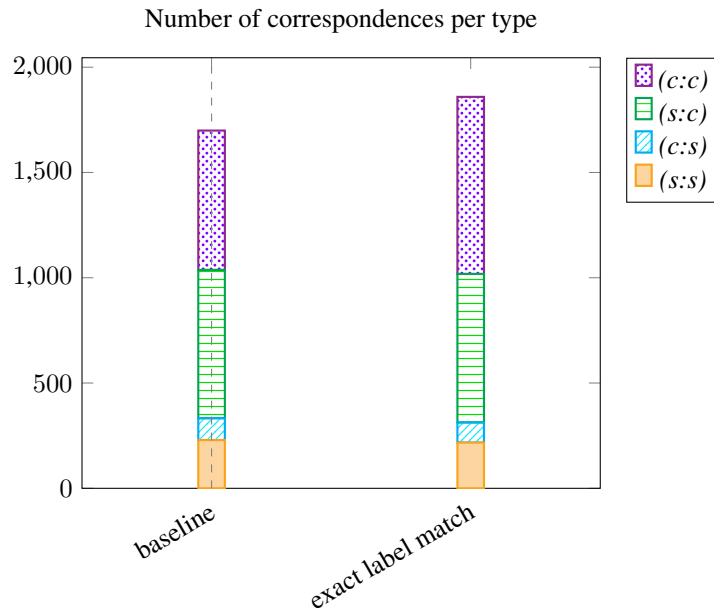 Number of correspondences per type
2,000
1,500
1,000
500
0
baseline
exact label match
(c:c)
(s:c)
(c:s)
(s:s)